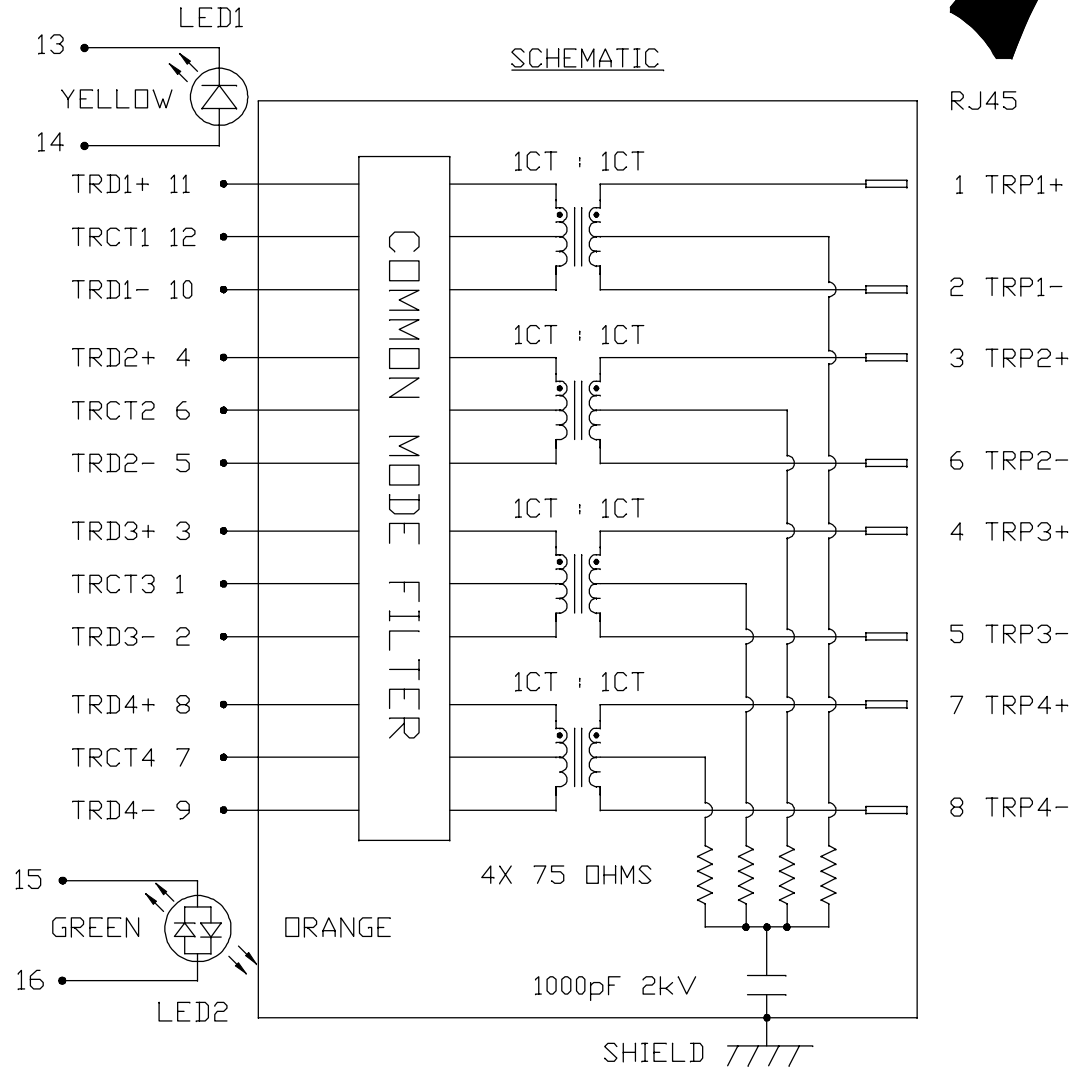 LED1
13
SCHEMATIC
YELLOW
RJ45
14
1CT : 1CT
TRD1+ 11
1 TRP1+
TRCT1 12
TRD1- 10
2 TRP1-
1CT : 1CT
TRD2+ 4
3 TRP2+
TRCT2 6
TRD2- 5
6 TRP2-
1CT : 1CT
TRD3+ 3
4 TRP3+
TRCT3 1
TRD3- 2
5 TRP3-
1CT : 1CT
TRD4+ 8
7 TRP4+
TRCT4 7
TRD4- 9
8 TRP4-
COMMON MODE FILTER
4X 75 OHMS
15
GREEN
ORANGE
16
1000pF 2kV
LED2
SHIELD